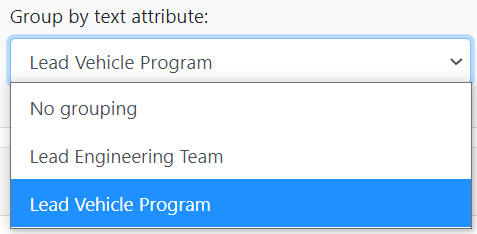 Group by text attribute:
Lead Vehicle Program
No grouping
Lead Engineering Team
Lead Vehicle Program